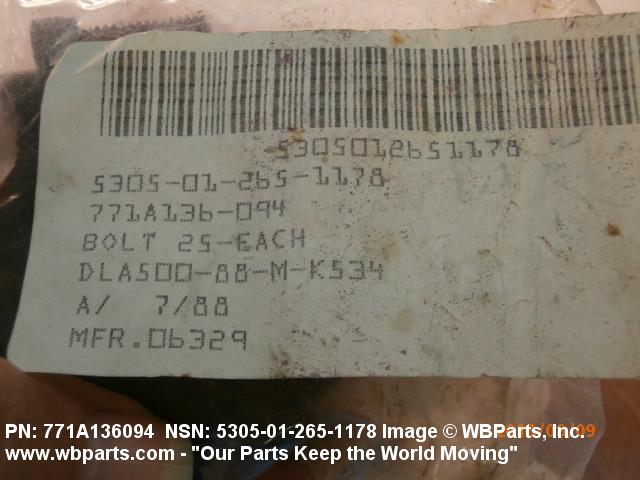 5305012651178
5305-01-265-1178
771A136-094
BOLT 25-EACH
DLA500-88-M-K534
A/ 7/88
MFR.06329
PN: 771A136094 NSN: 5305-01-265-1178 Image © WBParts, Inc.
www.wbparts.com - "Our Parts Keep the World Moving"